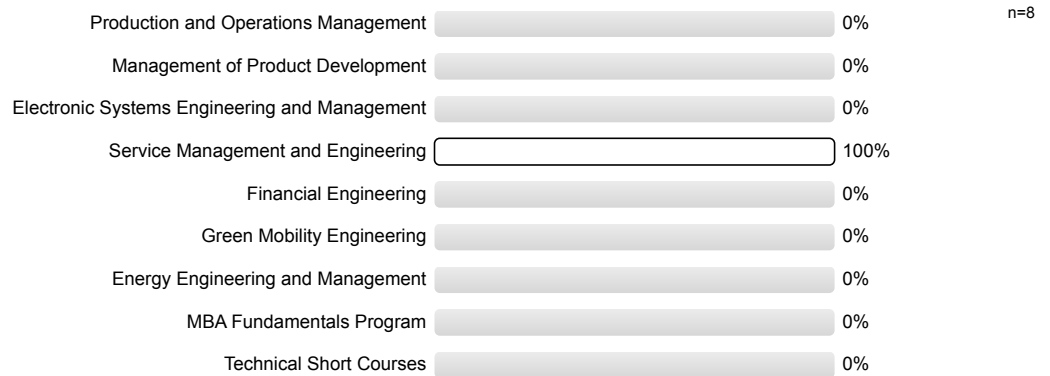 Production and Operations Management 0% n=8
Management of Product Development 0%
Electronic Systems Engineering and Management 0%
Service Management and Engineering 100%
Financial Engineering 0%
Green Mobility Engineering 0%
Energy Engineering and Management 0%
MBA Fundamentals Program 0%
Technical Short Courses 0%